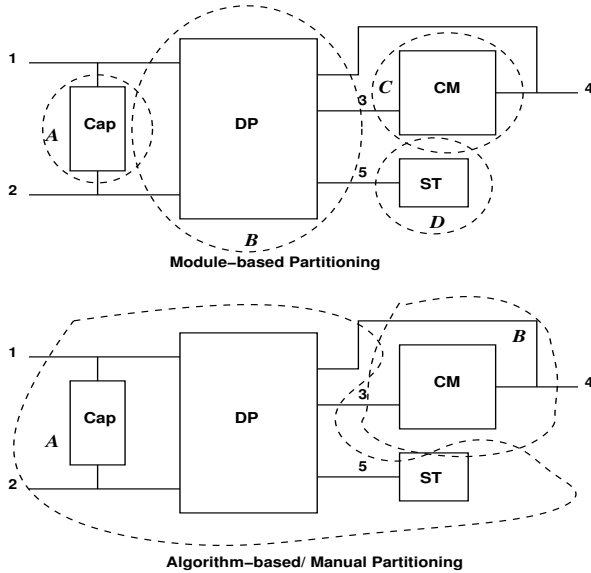 1
A
Cap
DP
3
C
CM
4
2
5
ST
B
D
Module-based Partitioning
1
B
A
Cap
DP
3
CM
4
2
5
ST
Algorithm-based/ Manual Partitioning